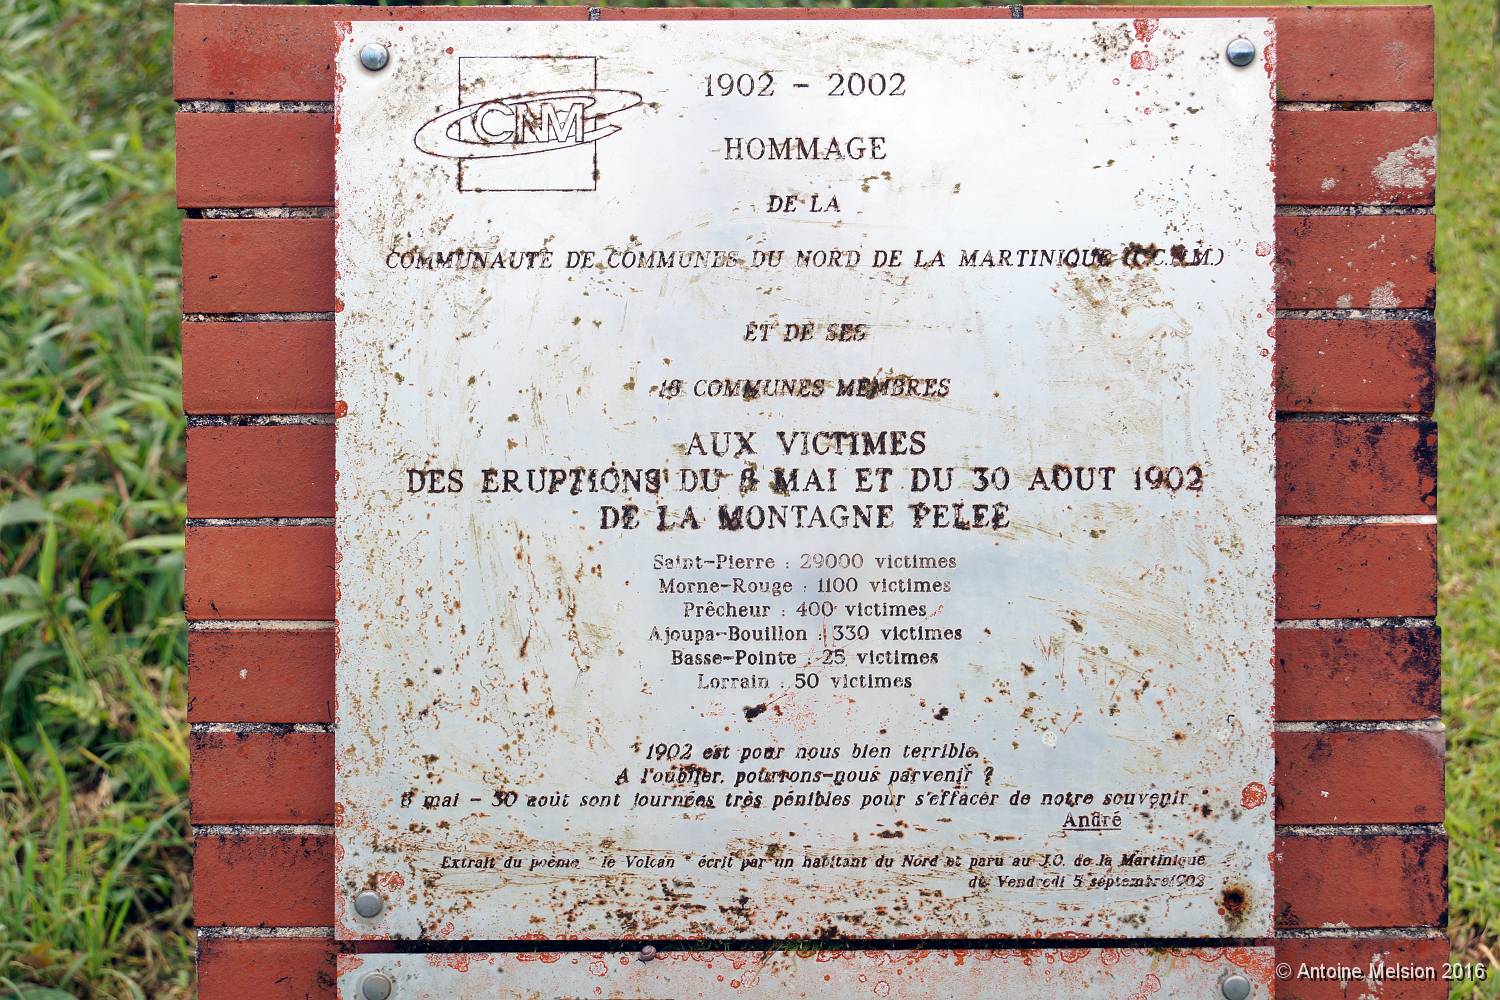 CNM
1902 - 2002
HOMMAGE
DE LA
COMMUNAUTE DE COMMUNES DU NORD DE LA MARTINIQUE (C.C.N.M.)
ET DE SES
18 COMMUNES MEMBRES
AUX VICTIMES
DES ERUPTIONS DU 8 MAI ET DU 30 AOUT 1902
DE LA MONTAGNE PELEE
Saint-Pierre : 29000 victimes
Morne-Rouge : 1100 victimes
Prêcheur : 400 victimes
Ajoupa-Bouillon : 330 victimes
Basse-Pointe : 25 victimes
Lorrain : 50 victimes
"1902 est pour nous bien terrible,
A l'oublier, pourrons-nous parvenir ?
8 mai - 30 août sont journées très pénibles pour s'effacer de notre souvenir
André
Extrait du poème " le Volcan " écrit par un habitant du Nord et paru au J.O. de la Martinique
du Vendredi 5 septembre 1902
© Antoine Melsion 2016